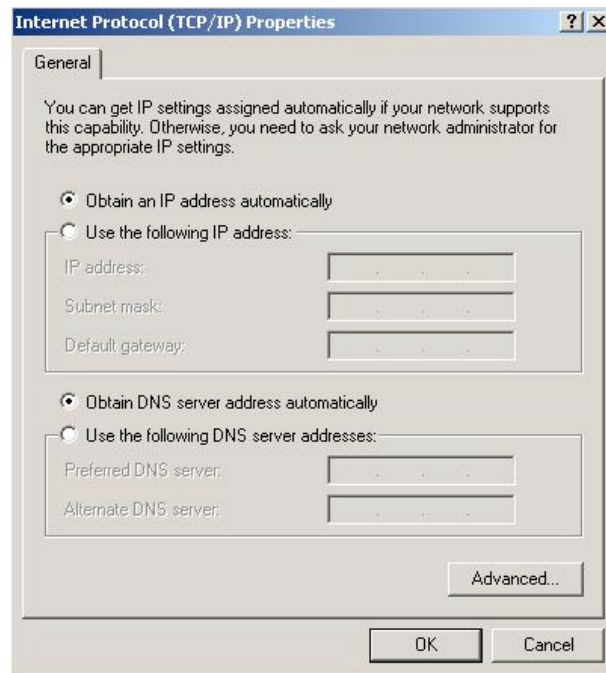 Internet Protocol (TCP/IP) Properties
General
You can get IP settings assigned automatically if your network supports
this capability. Otherwise, you need to ask your network administrator for
the appropriate IP settings.
Obtain an IP address automatically
Use the following IP address:
IP address:
Subnet mask:
Default gateway:
Obtain DNS server address automatically
Use the following DNS server addresses:
Preferred DNS server:
Alternate DNS server:
Advanced...
OK Cancel